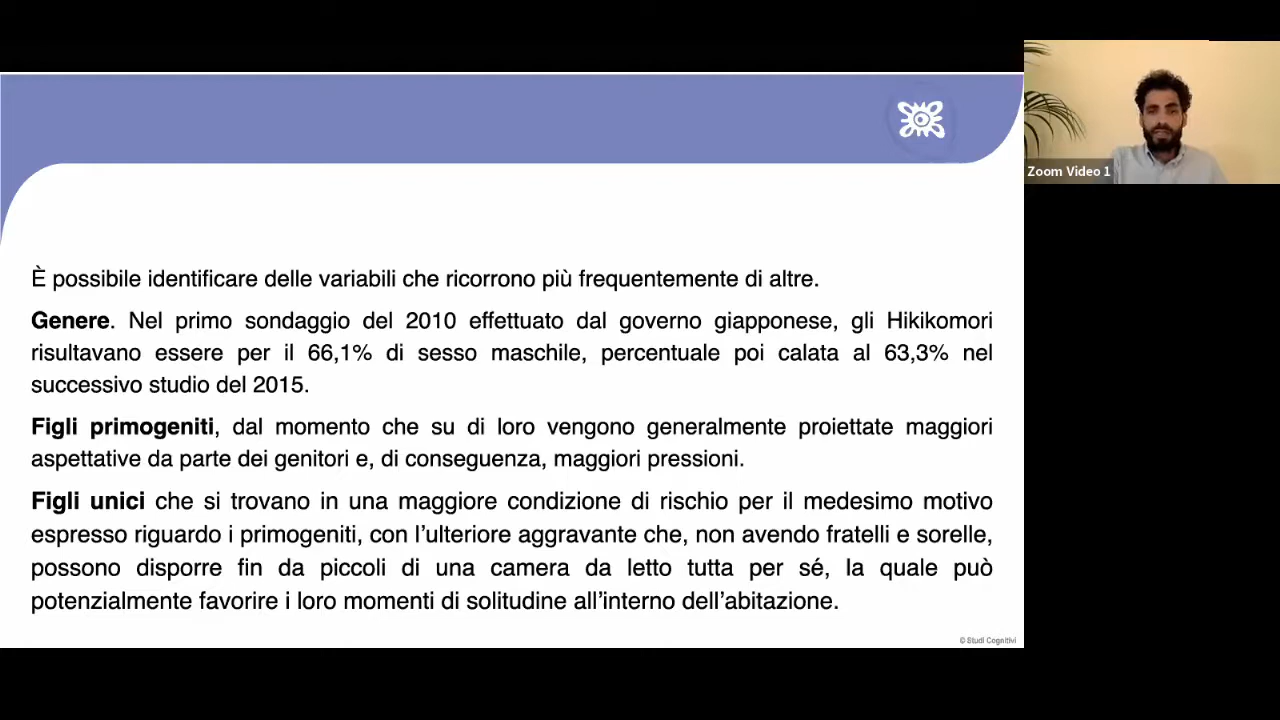 Zoom Video 1
È possibile identificare delle variabili che ricorrono più frequentemente di altre.
Genere. Nel primo sondaggio del 2010 effettuato dal governo giapponese, gli Hikikomori
risultavano essere per il 66,1% di sesso maschile, percentuale poi calata al 63,3% nel
successivo studio del 2015.
Figli primogeniti, dal momento che su di loro vengono generalmente proiettate maggiori
aspettative da parte dei genitori e, di conseguenza, maggiori pressioni.
Figli unici che si trovano in una maggiore condizione di rischio per il medesimo motivo
espresso riguardo i primogeniti, con l’ulteriore aggravante che, non avendo fratelli e sorelle,
possono disporre fin da piccoli di una camera da letto tutta per sé, la quale può
potenzialmente favorire i loro momenti di solitudine all’interno dell’abitazione.
© Studi Cognitivi